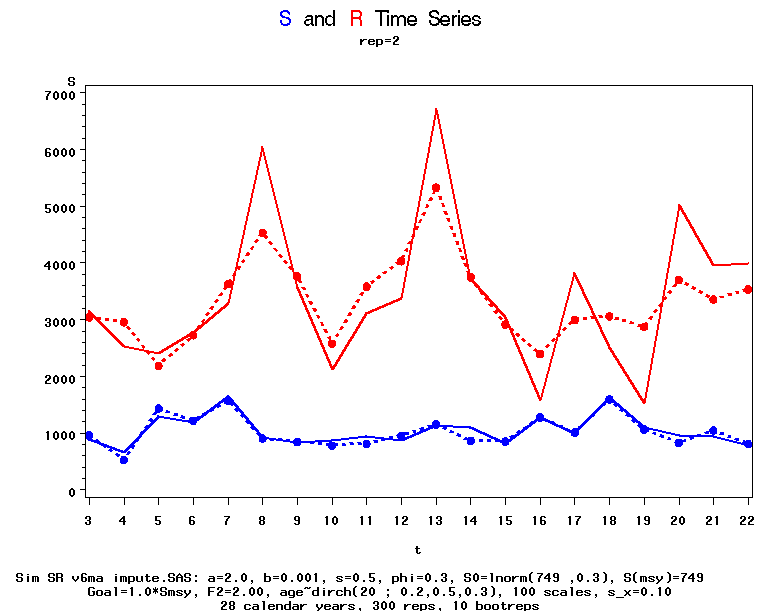 S and R Time Series
rep=2
S
7000
6000
5000
4000
3000
2000
1000
0
3 4 5 6 7 8 9 10 11 12 13 14 15 16 17 18 19 20 21 22
t
Sim SR v6ma impute.SAS: a=2.0, b=0.001, s=0.5, phi=0.3, S0=lnorm(749 ,0.3), S(msy)=749
Goal=1.0*Smsy, F2=2.00, age~dirch(20 ; 0.2,0.5,0.3), 100 scales, s_x=0.10
28 calendar years, 300 reps, 10 bootreps